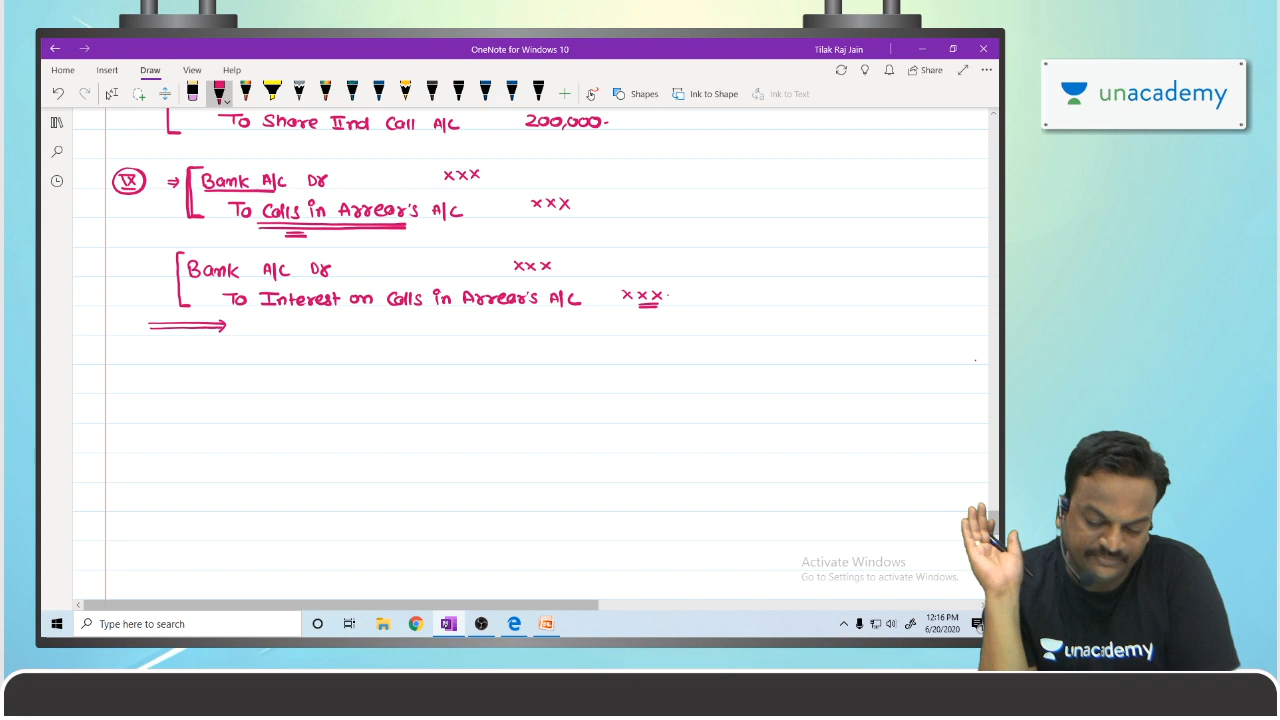 OneNote for Windows 10
Tilak Raj Jain
Home Insert Draw View Help
Share
Shapes
Ink to Shape
Ink to Text
unacademy
To Share IInd Call A/C 200,000.
IX ⇒ Bank A/C Dr xxx
To Calls in Arrear's A/C xxx
Bank A/C Dr xxx
To Interest on Calls in Arrear's A/C xxx.
Activate Windows
Go to Settings to activate Windows.
Type here to search
12:16 PM
6/20/2020
unacademy